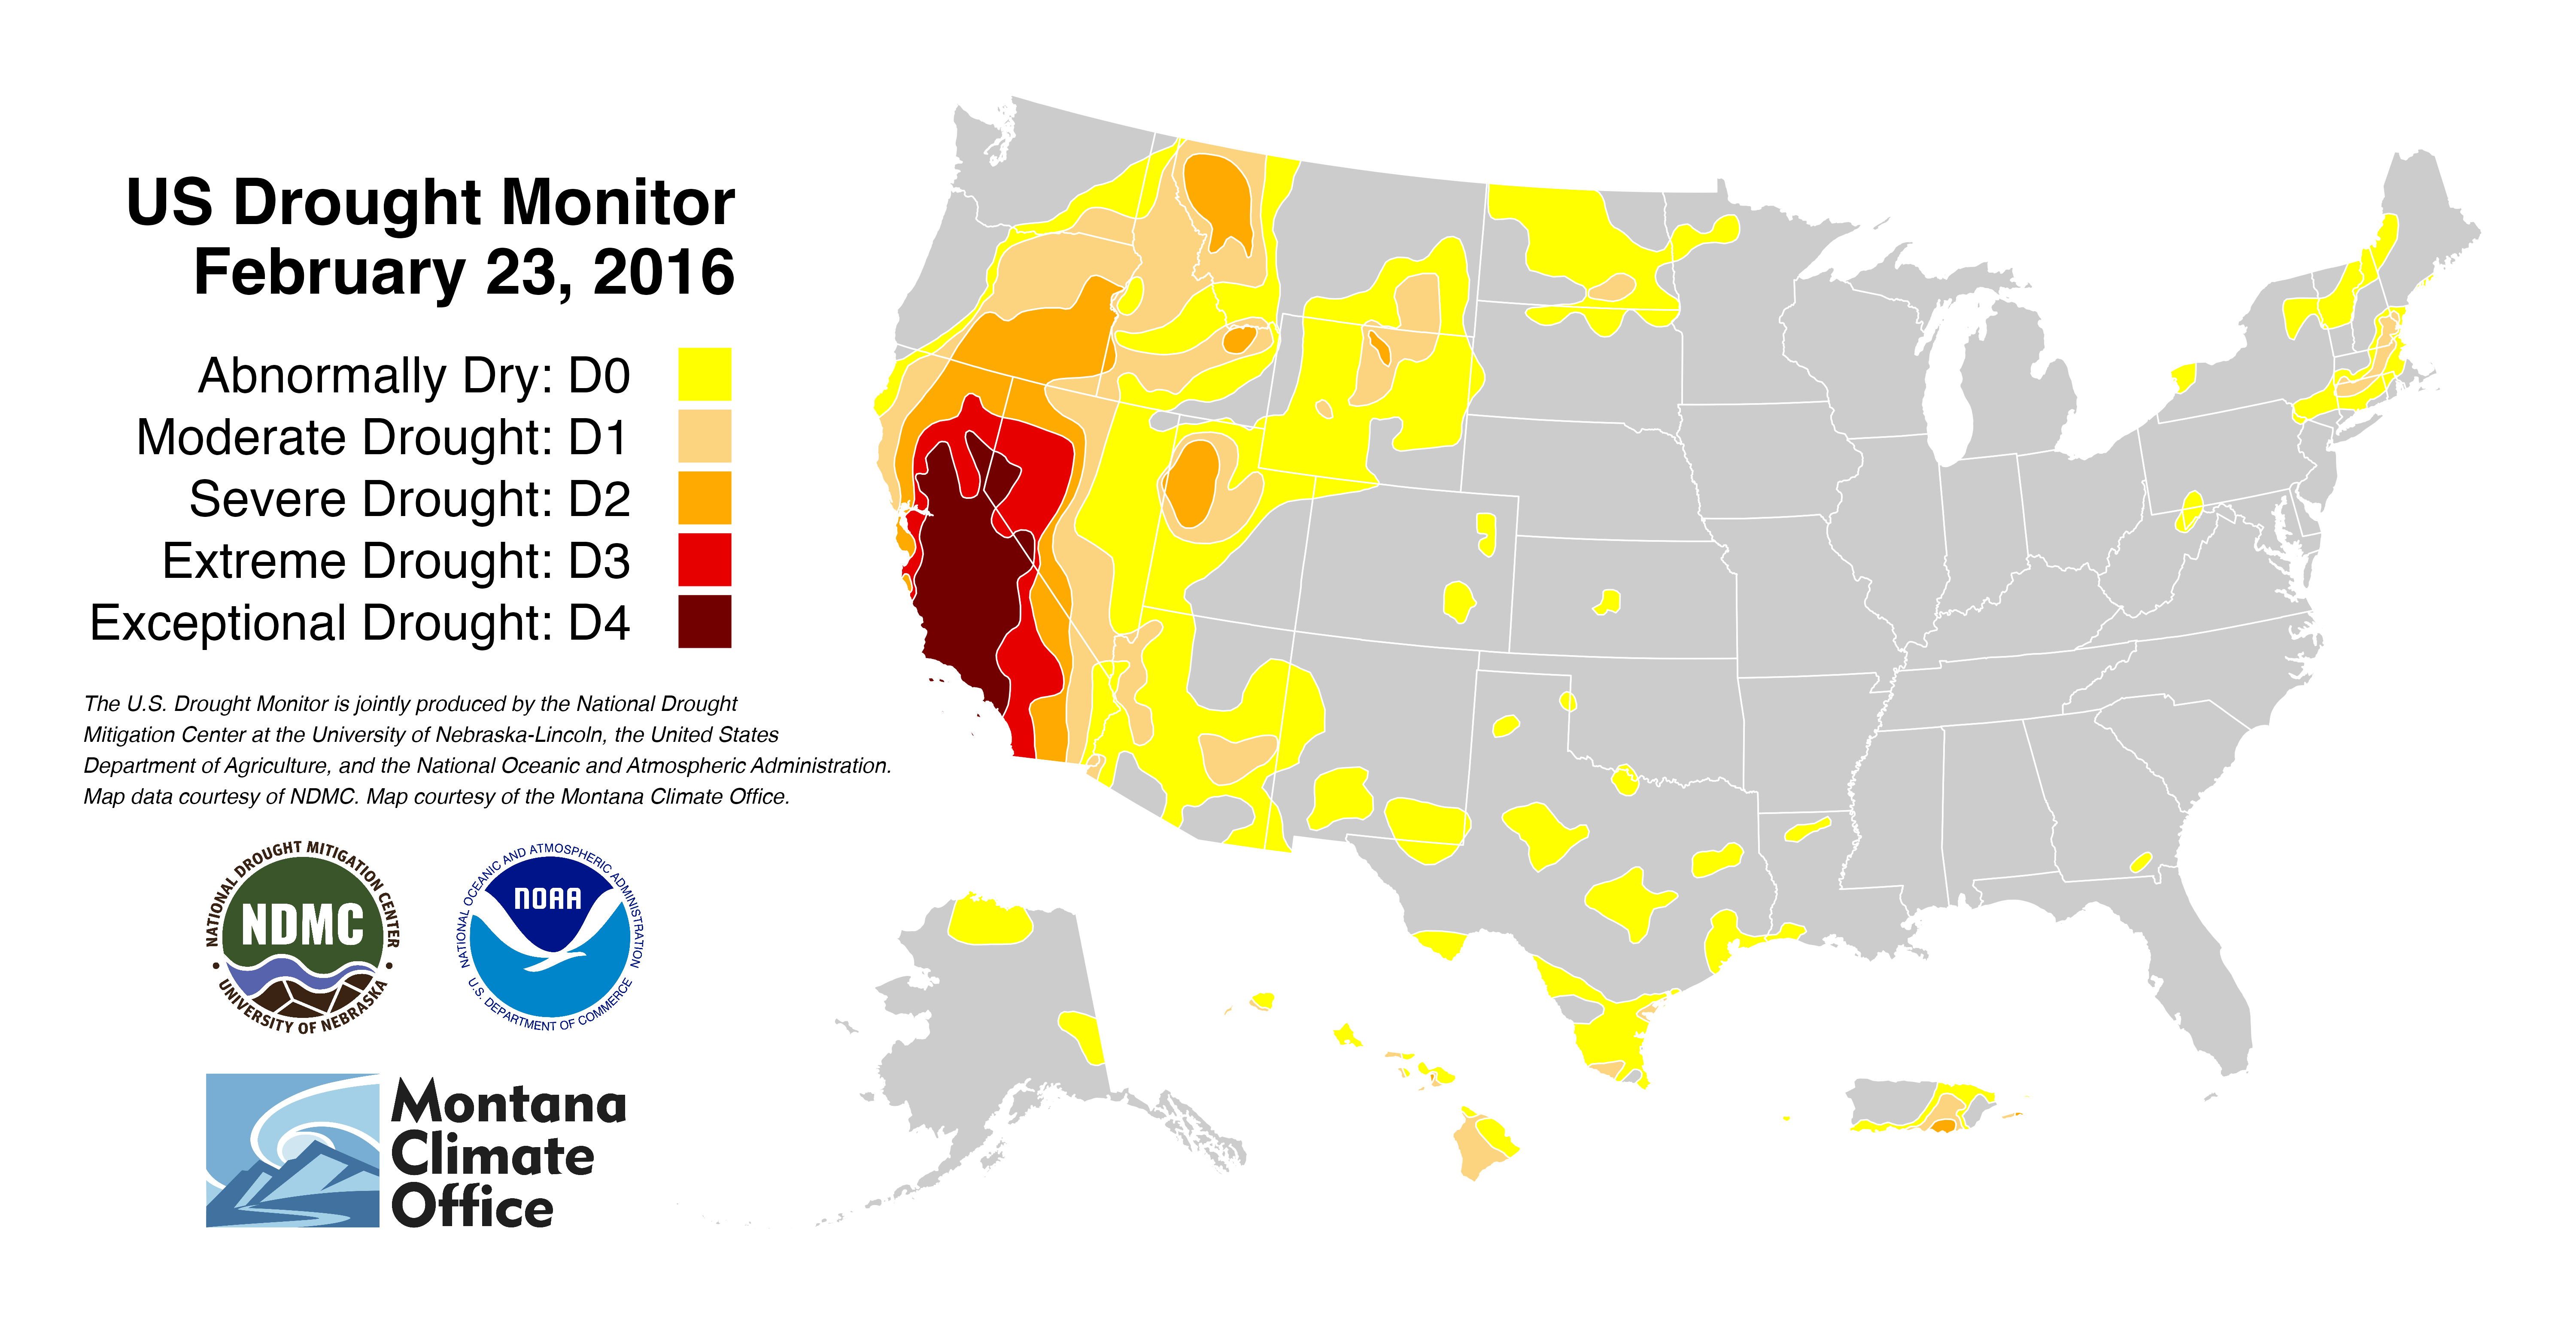 US Drought Monitor
February 23, 2016
Abnormally Dry: D0
Moderate Drought: D1
Severe Drought: D2
Extreme Drought: D3
Exceptional Drought: D4
The U.S. Drought Monitor is jointly produced by the National Drought
Mitigation Center at the University of Nebraska-Lincoln, the United States
Department of Agriculture, and the National Oceanic and Atmospheric Administration.
Map data courtesy of NDMC. Map courtesy of the Montana Climate Office.
NATIONAL DROUGHT MITIGATION CENTER
NDMC
• UNIVERSITY OF NEBRASKA •
NATIONAL OCEANIC AND ATMOSPHERIC ADMINISTRATION
NOAA
U.S. DEPARTMENT OF COMMERCE
Montana
Climate
Office